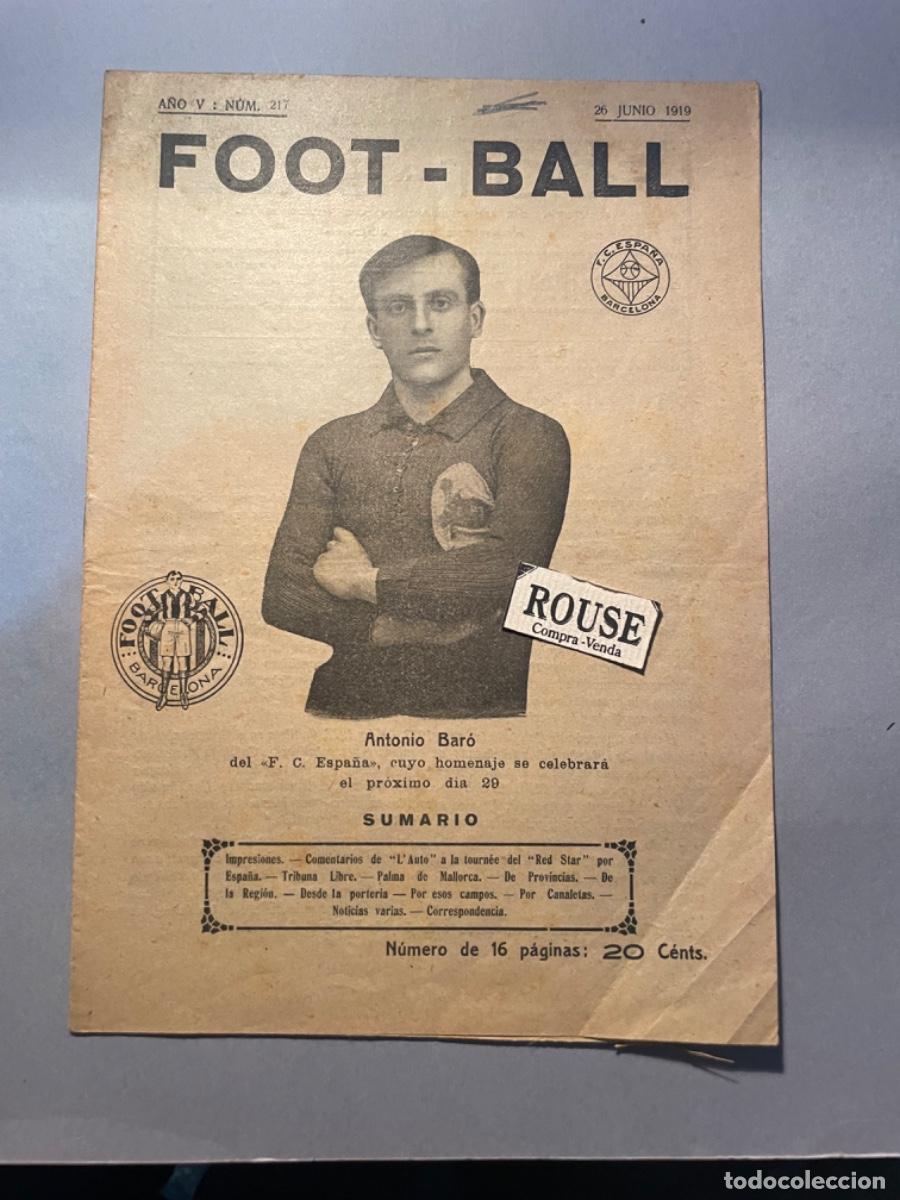 AÑO V : NÚM. 217
26 JUNIO 1919
FOOT-BALL
F. C. ESPAÑA
BARCELONA
FOOT BALL
BARCELONA
ROUSE
Compra-Venda
Antonio Baró
del «F. C. España», cuyo homenaje se celebrará
el próximo dia 29
SUMARIO
Impresiones. — Comentarios de "L'Auto" a la tournée del "Red Star" por
España. — Tribuna Libre. — Palma de Mallorca. — De Provincias. — De
la Región. — Desde la porteria — Por esos campos. — Por Canaletas. —
Noticias varias. — Correspondencia.
Número de 16 páginas: 20 Cénts.
todocoleccion